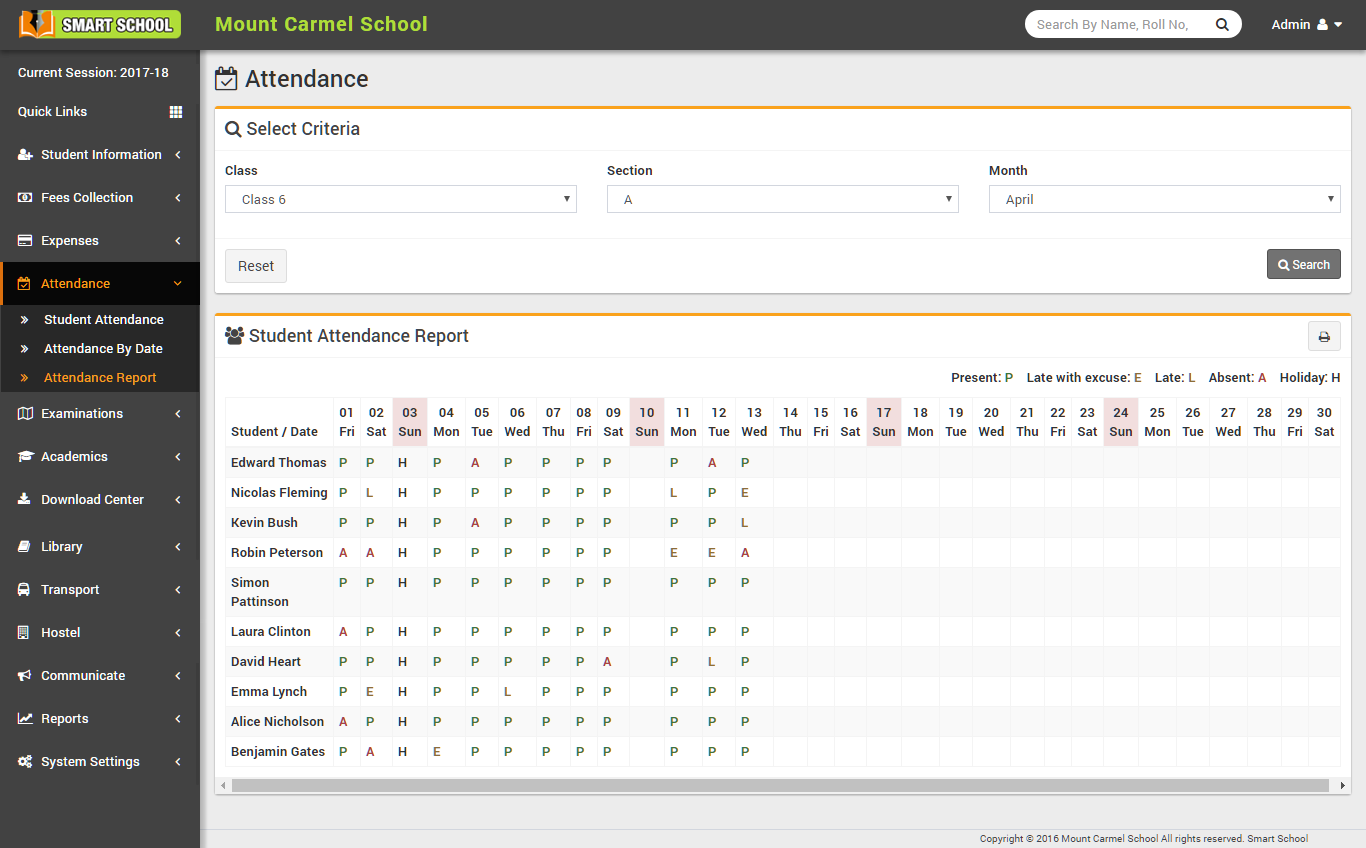 SMART SCHOOL
Mount Carmel School
Search By Name, Roll No,
Admin
Current Session: 2017-18
Quick Links
Student Information
Fees Collection
Expenses
Attendance
Student Attendance
Attendance By Date
Attendance Report
Examinations
Academics
Download Center
Library
Transport
Hostel
Communicate
Reports
System Settings
Attendance
Select Criteria
Class Section Month
Class 6 A April
Reset Search
Student Attendance Report
Present: P Late with excuse: E Late: L Absent: A Holiday: H
01 02 03 04 05 06 07 08 09 10 11 12 13 14 15 16 17 18 19 20 21 22 23 24 25 26 27 28 29 30
Student / Date Fri Sat Sun Mon Tue Wed Thu Fri Sat Sun Mon Tue Wed Thu Fri Sat Sun Mon Tue Wed Thu Fri Sat Sun Mon Tue Wed Thu Fri Sat
Edward Thomas P P H P A P P P P P A P
Nicolas Fleming P L H P P P P P P L P E
Kevin Bush P P H P A P P P P P P L
Robin Peterson A A H P P P P P P E E A
Simon P P H P P P P P P P P P
Pattinson
Laura Clinton A P H P P P P P P P P P
David Heart P P H P P P P P A P L P
Emma Lynch P E H P P L P P P P P P
Alice Nicholson A P H P P P P P P P P P
Benjamin Gates P A H E P P P P P P P P
Copyright © 2016 Mount Carmel School All rights reserved. Smart School